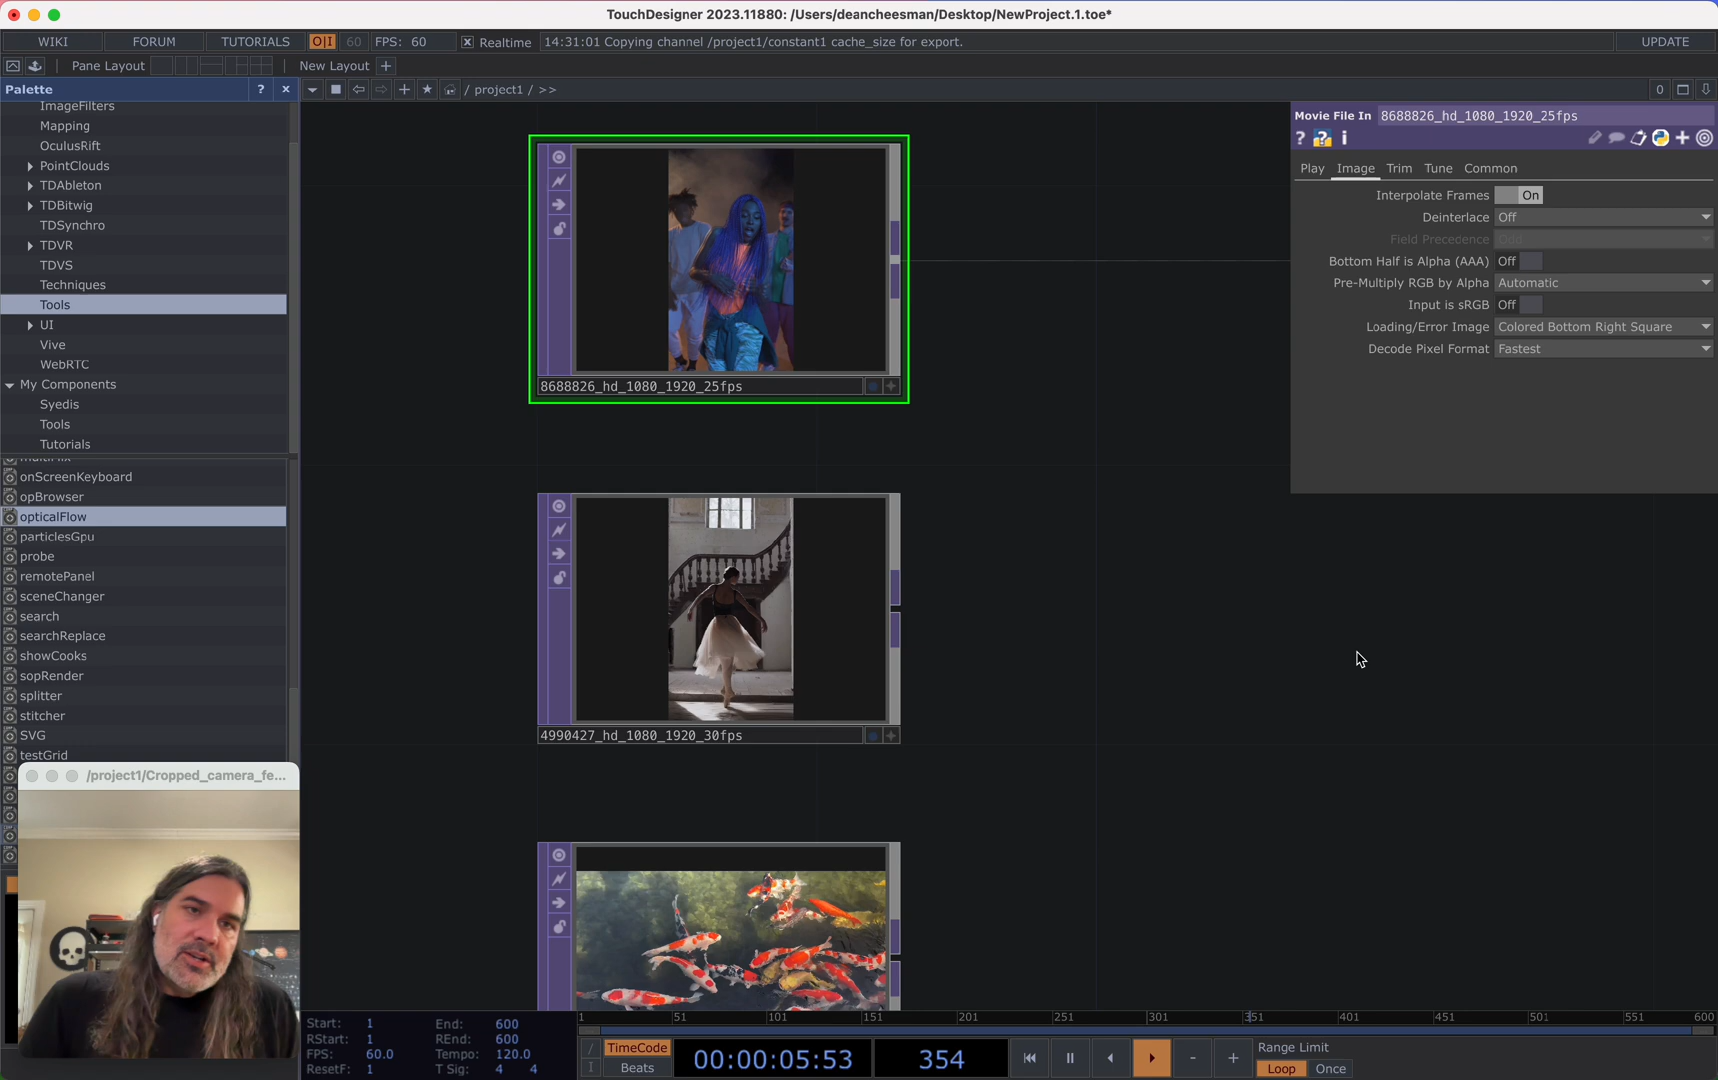 TouchDesigner 2023.11880: /Users/deancheesman/Desktop/NewProject.1.toe*
WIKI FORUM TUTORIALS O|I 60 FPS: 60 Realtime 14:31:01 Copying channel /project1/constant1 cache_size for export. UPDATE
Pane Layout New Layout +
Palette ? × / project1 / >> 0
ImageFilters
Mapping
OculusRift
PointClouds
TDAbleton
TDBitwig
TDSynchro
TDVR
TDVS
Techniques
Tools
UI
Vive
WebRTC
My Components
Syedis
Tools
Tutorials
onScreenKeyboard
opBrowser
opticalFlow
particlesGpu
probe
remotePanel
sceneChanger
search
searchReplace
showCooks
sopRender
splitter
stitcher
SVG
testGrid
/project1/Cropped_camera_fe...
8688826_hd_1080_1920_25fps
4990427_hd_1080_1920_30fps
Movie File In 8688826_hd_1080_1920_25fps
? ? i
Play Image Trim Tune Common
Interpolate Frames On
Deinterlace Off
Field Precedence Odd
Bottom Half is Alpha (AAA) Off
Pre-Multiply RGB by Alpha Automatic
Input is sRGB Off
Loading/Error Image Colored Bottom Right Square
Decode Pixel Format Fastest
1 51 101 151 201 251 301 351 401 451 501 551 600
Start: 1 End: 600
RStart: 1 REnd: 600
FPS: 60.0 Tempo: 120.0
ResetF: 1 T Sig: 4 4
TimeCode
Beats
00:00:05:53 354
- +
Range Limit
Loop Once